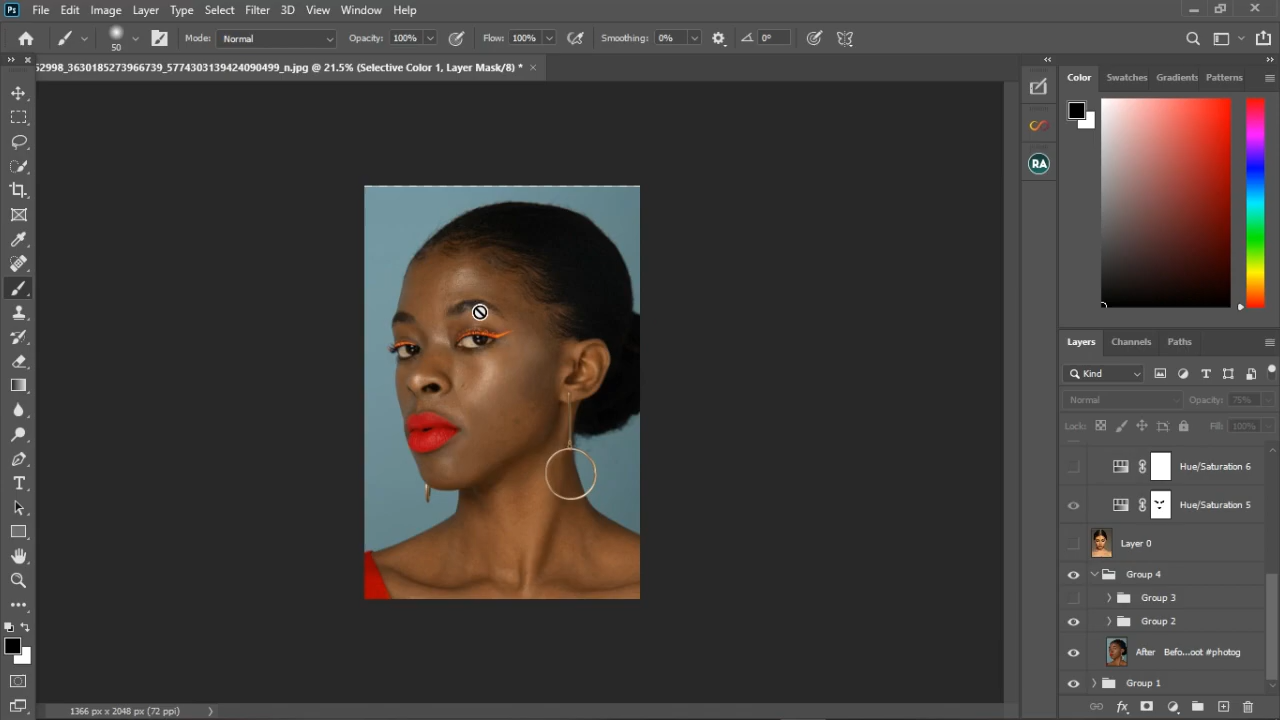 Ps File Edit Image Layer Type Select Filter 3D View Window Help
50 Mode: Normal Opacity: 100% Flow: 100% Smoothing: 0% 0°
62998_3630185273966739_5774303139424090499_n.jpg @ 21.5% (Selective Color 1, Layer Mask/8) * ×
Color Swatches Gradients Patterns
RA
Layers Channels Paths
Kind
Normal Opacity: 75%
Lock: Fill: 100%
Hue/Saturation 6
Hue/Saturation 5
Layer 0
Group 4
Group 3
Group 2
After Befo...oot #photog
Group 1
fx
1366 px x 2048 px (72 ppi)